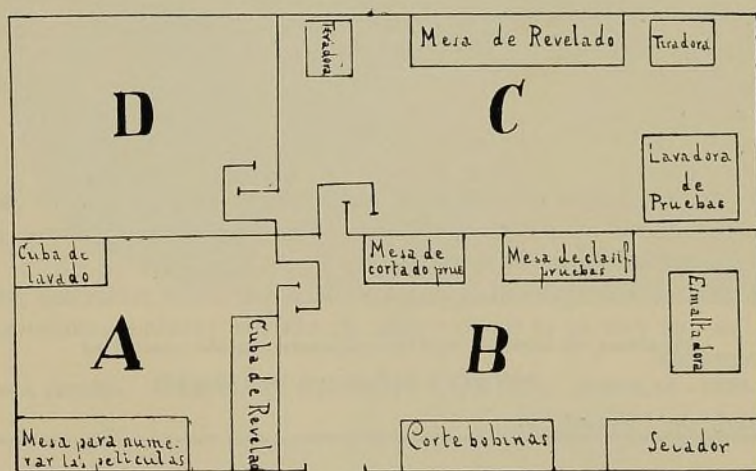 D
Tiradora
Mesa de Revelado
Tiradora
C
Lavadora
de
Pruebas
Cuba de
lavado
Mesa de
cortado prue
Mesa de clasif.
pruebas
Esmaltadora
A
Cuba de Revelad
B
Mesa para nume-
rar las peliculas
Corte bobinas
Secador